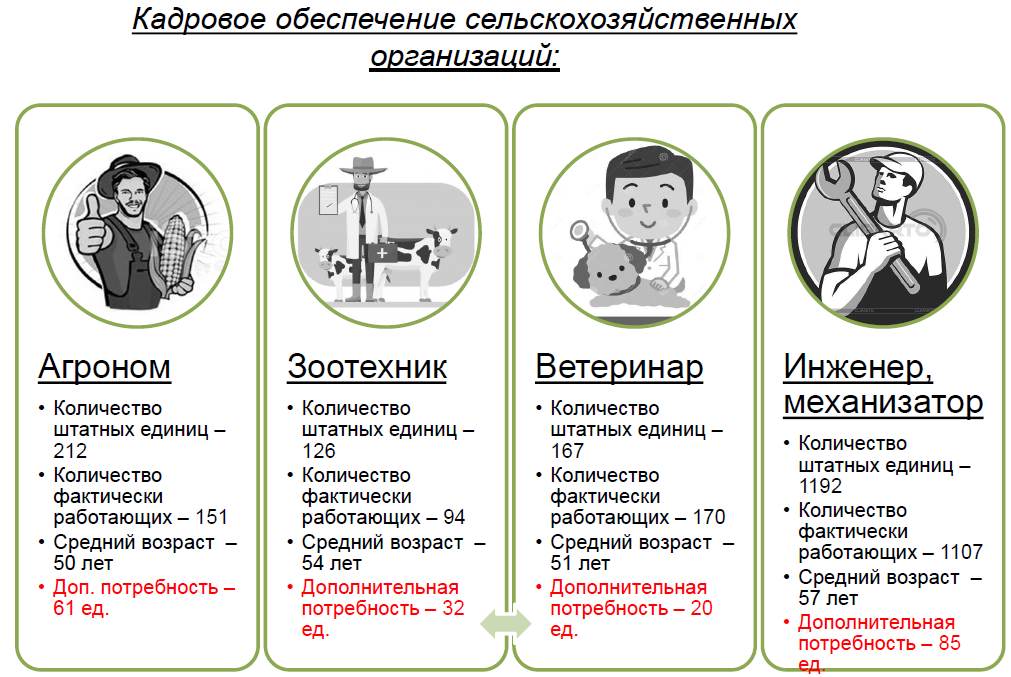 Кадровое обеспечение сельскохозяйственных
организаций:
Агроном
• Количество
штатных единиц –
212
• Количество
фактически
работающих – 151
• Средний возраст –
50 лет
• Доп. потребность –
61 ед.
Зоотехник
• Количество
штатных единиц –
126
• Количество
фактически
работающих – 94
• Средний возраст –
54 лет
• Дополнительная
потребность – 32
ед.
Ветеринар
• Количество
штатных единиц –
167
• Количество
фактически
работающих – 170
• Средний возраст –
51 лет
• Дополнительная
потребность – 20
ед.
Инженер,
механизатор
• Количество
штатных единиц –
1192
• Количество
фактически
работающих – 1107
• Средний возраст –
57 лет
• Дополнительная
потребность – 85
ед.